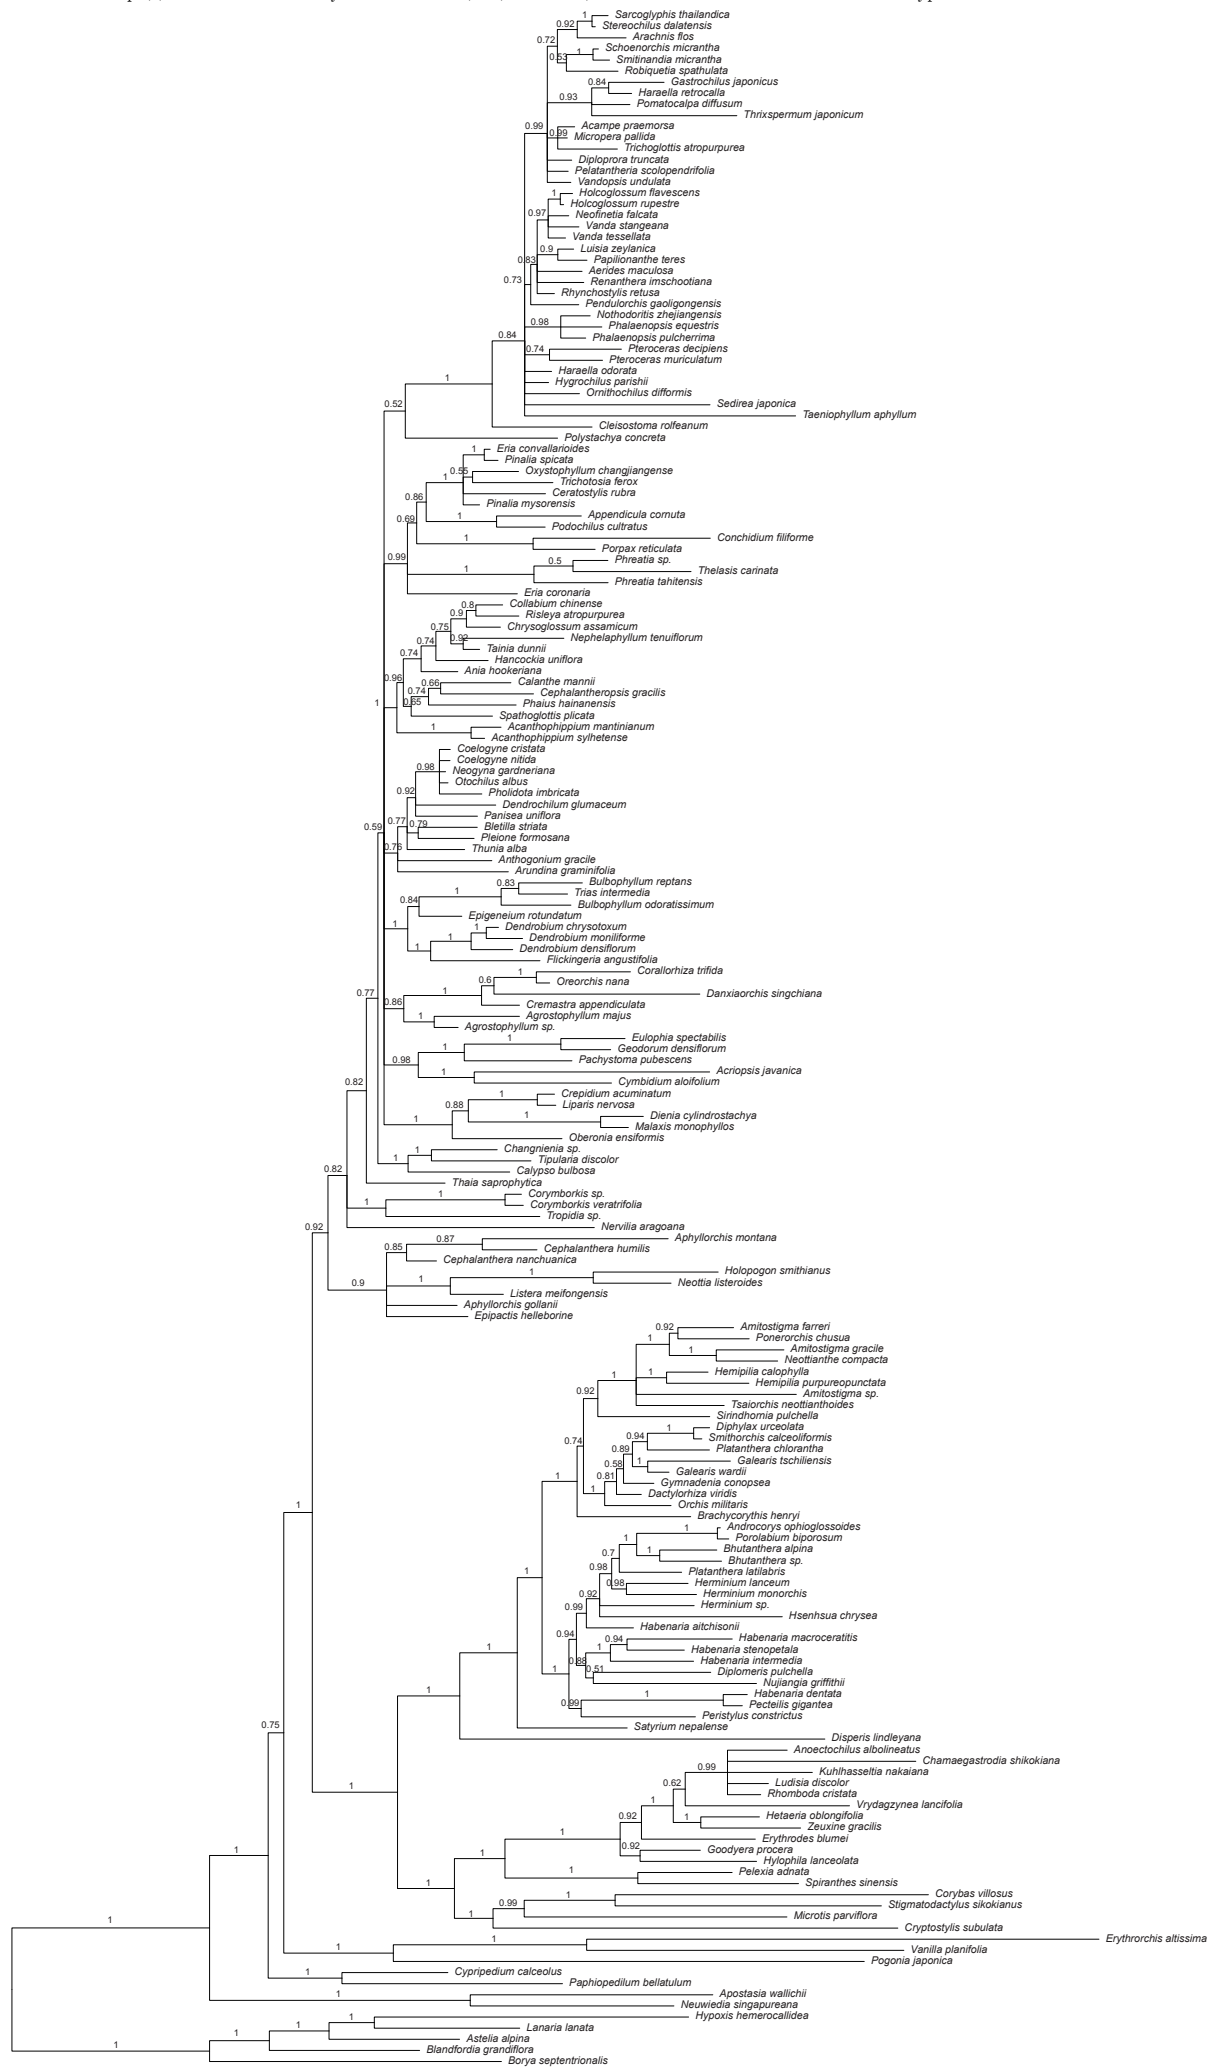 1 Sarcoglyphis thailandica
0.92 Stereochilus dalatensis
Arachnis flos
0.72
Schoenorchis micrantha
1
0.53 Smitinandia micrantha
Robiquetia spathulata
0.84 Gastrochilus japonicus
Haraella retrocalla
0.93 Pomatocalpa diffusum
Thrixspermum japonicum
0.99 Acampe praemorsa
0.99 Micropera pallida
Trichoglottis atropurpurea
Diploprora truncata
Pelatantheria scolopendrifolia
Vandopsis undulata
1 Holcoglossum flavescens
Holcoglossum rupestre
0.97 Neofinetia falcata
Vanda stangeana
Vanda tessellata
0.9 Luisia zeylanica
0.83 Papilionanthe teres
Aerides maculosa
0.73 Renanthera imschootiana
Rhynchostylis retusa
Pendulorchis gaoligongensis
Nothodoritis zhejiangensis
0.98 Phalaenopsis equestris
Phalaenopsis pulcherrima
0.84
0.74 Pteroceras decipiens
Pteroceras muriculatum
Haraella odorata
1 Hygrochilus parishii
Ornithochilus difformis
0.52 Sedirea japonica
Taeniophyllum aphyllum
Cleisostoma rolfeanum
Polystachya concreta
1 Eria convallarioides
Pinalia spicata
0.55 Oxystophyllum changjiangense
1 Trichotosia ferox
Ceratostylis rubra
0.86 Pinalia mysorensis
1 Appendicula cornuta
0.69 Podochilus cultratus
1 Conchidium filiforme
Porpax reticulata
0.99 0.5 Phreatia sp.
1 Thelasis carinata
Phreatia tahitensis
Eria coronaria
0.8 Collabium chinense
0.9 Risleya atropurpurea
0.75 Chrysoglossum assamicum
0.92 Nephelaphyllum tenuiflorum
0.74 Tainia dunnii
0.74 Hancockia uniflora
Ania hookeriana
0.96 0.66 Calanthe mannii
0.74 Cephalantheropsis gracilis
1 0.65 Phaius hainanensis
Spathoglottis plicata
1 Acanthophippium mantinianum
Acanthophippium sylhetense
Coelogyne cristata
Coelogyne nitida
0.98 Neogyna gardneriana
Otochilus albus
0.92 Pholidota imbricata
Dendrochilum glumaceum
Panisea uniflora
0.59 0.77 0.79 Bletilla striata
Pleione formosana
0.76 Thunia alba
Anthogonium gracile
Arundina graminifolia
0.83 Bulbophyllum reptans
1 Trias intermedia
0.84 Bulbophyllum odoratissimum
Epigeneium rotundatum
1 1 Dendrobium chrysotoxum
1 Dendrobium moniliforme
1 Dendrobium densiflorum
Flickingeria angustifolia
1 Corallorhiza trifida
0.6 Oreorchis nana
0.77 1 Danxiaorchis singchiana
0.86 Cremastra appendiculata
1 Agrostophyllum majus
Agrostophyllum sp.
1 Eulophia spectabilis
1 Geodorum densiflorum
0.98 Pachystoma pubescens
1 Acriopsis javanica
0.82 Cymbidium aloifolium
1 Crepidium acuminatum
0.88 Liparis nervosa
1 1 Dienia cylindrostachya
Malaxis monophyllos
Oberonia ensiformis
1 Changnienia sp.
1 Tipularia discolor
0.82 Calypso bulbosa
Thaia saprophytica
1 Corymborkis sp.
1 Corymborkis veratrifolia
Tropidia sp.
0.92 Nervilia aragoana
0.87 Aphyllorchis montana
0.85 Cephalanthera humilis
Cephalanthera nanchuanica
1 Holopogon smithianus
0.9 1 Neottia listeroides
Listera meifongensis
Aphyllorchis gollanii
Epipactis helleborine
0.92 Amitostigma farreri
1 Ponerorchis chusua
1 Amitostigma gracile
Neottianthe compacta
1 1 Hemipilia calophylla
Hemipilia purpureopunctata
0.92 Amitostigma sp.
Tsaiorchis neottianthoides
Sirindhornia pulchella
1 Diphylax urceolata
0.94 Smithorchis calceoliformis
0.74 0.89 Platanthera chlorantha
1 Galearis tschiliensis
0.58 Galearis wardii
0.81 Gymnadenia conopsea
1 1 Dactylorhiza viridis
Orchis militaris
1 Brachycorythis henryi
1 Androcorys ophioglossoides
1 Porolabium biporosum
1 Bhutanthera alpina
0.7 Bhutanthera sp.
0.98 Platanthera latilabris
1 0.98 Herminium lanceum
0.92 Herminium monorchis
0.99 Herminium sp.
Hsenhsua chrysea
0.94 Habenaria aitchisonii
0.94 Habenaria macroceratitis
1 1 Habenaria stenopetala
0.88 Habenaria intermedia
1 0.51 Diplomeris pulchella
Nujiangia griffithii
1 1 Habenaria dentata
0.99 Pecteilis gigantea
Peristylus constrictus
0.75 Satyrium nepalense
Disperis lindleyana
Anoectochilus albolineatus
Chamaegastrodia shikokiana
0.99 Kuhlhasseltia nakaiana
1 0.62 Ludisia discolor
Rhomboda cristata
1 Vrydagzynea lancifolia
0.92 1 Hetaeria oblongifolia
Zeuxine gracilis
1 Erythrodes blumei
0.92 Goodyera procera
1 1 Hylophila lanceolata
1 Pelexia adnata
1 Spiranthes sinensis
1 Corybas villosus
0.99 Stigmatodactylus sikokianus
1 1 Microtis parviflora
Cryptostylis subulata
1 Erythrorchis altissima
1 Vanilla planifolia
Pogonia japonica
1 Cypripedium calceolus
Paphiopedilum bellatulum
1 Apostasia wallichii
Neuwiedia singapureana
1 Hypoxis hemerocallidea
1 Lanaria lanata
1 Astelia alpina
1 Blandfordia grandiflora
Borya septentrionalis